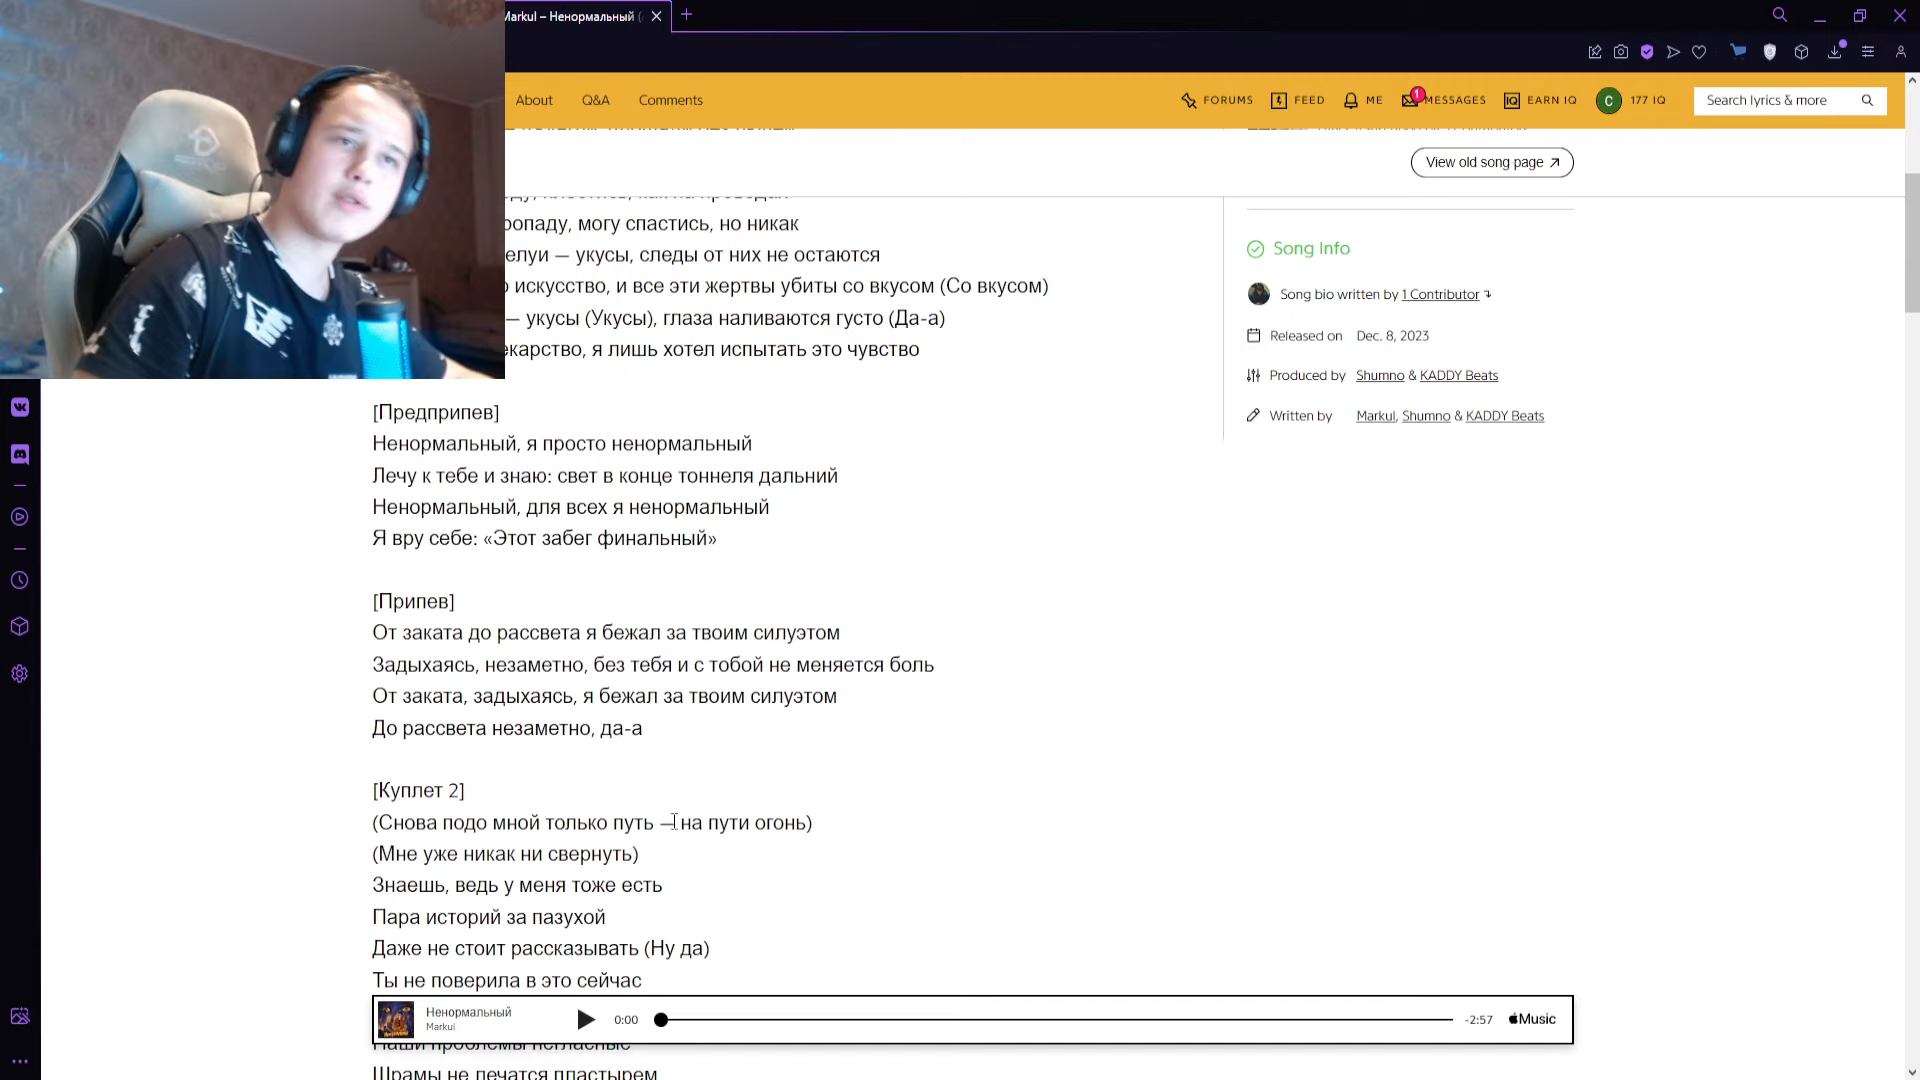 Markul – Ненормальный (
About
Q&A
Comments
FORUMS
FEED
ME
1
MESSAGES
IQ
EARN IQ
C
177 IQ
Search lyrics & more
View old song page
ропаду, могу спастись, но никак
елуи — укусы, следы от них не остаются
о искусство, и все эти жертвы убиты со вкусом (Со вкусом)
— укусы (Укусы), глаза наливаются густо (Да-а)
екарство, я лишь хотел испытать это чувство
[Предприпев]
Ненормальный, я просто ненормальный
Лечу к тебе и знаю: свет в конце тоннеля дальний
Ненормальный, для всех я ненормальный
Я вру себе: «Этот забег финальный»
[Припев]
От заката до рассвета я бежал за твоим силуэтом
Задыхаясь, незаметно, без тебя и с тобой не меняется боль
От заката, задыхаясь, я бежал за твоим силуэтом
До рассвета незаметно, да-а
[Куплет 2]
(Снова подо мной только путь — на пути огонь)
(Мне уже никак ни свернуть)
Знаешь, ведь у меня тоже есть
Пара историй за пазухой
Даже не стоит рассказывать (Ну да)
Ты не поверила в это сейчас
Наши проблемы негласные
Шрамы не лечатся пластырем
Song Info
Song bio written by 1 Contributor
Released on Dec. 8, 2023
Produced by Shumno & KADDY Beats
Written by Markul, Shumno & KADDY Beats
Ненормальный
Markul
0:00
-2:57
Music